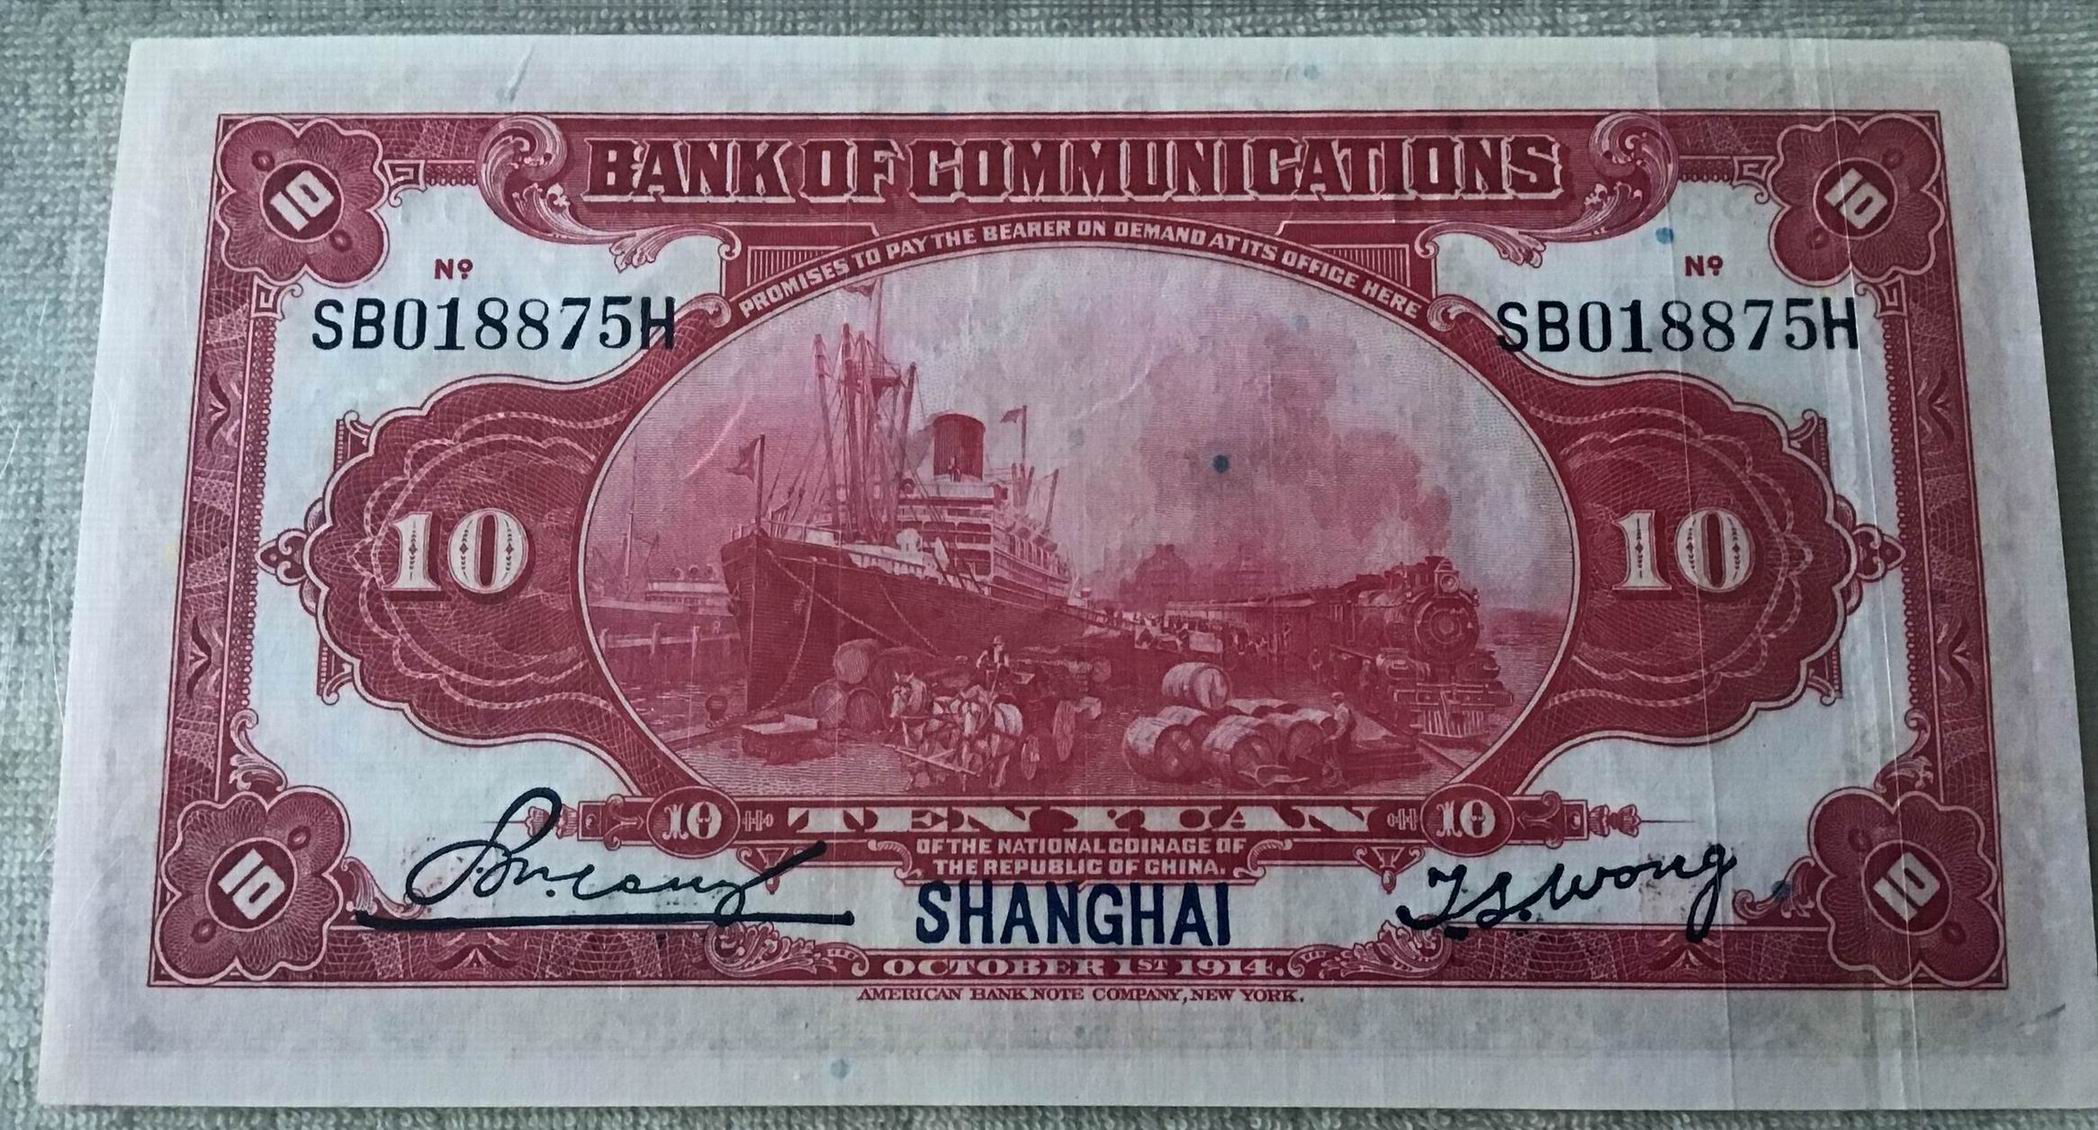 10 BANK OF COMMUNICATIONS 10
PROMISES TO PAY THE BEARER ON DEMAND AT ITS OFFICE HERE
Nº Nº
SB018875H SB018875H
10 10
10 TEN YUAN 10
OF THE NATIONAL COINAGE OF
THE REPUBLIC OF CHINA.
T.S. Wong
10 SHANGHAI 10
OCTOBER 1ST 1914.
AMERICAN BANK NOTE COMPANY, NEW YORK.